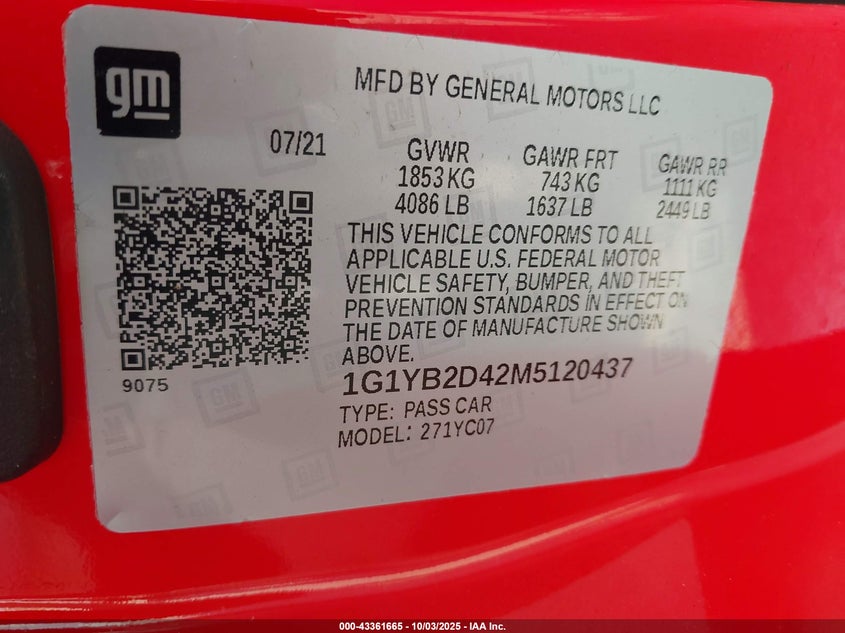 gm
MFD BY GENERAL MOTORS LLC
07/21
GVWR GAWR FRT GAWR RR
1853 KG 743 KG 1111 KG
4086 LB 1637 LB 2449 LB
THIS VEHICLE CONFORMS TO ALL
APPLICABLE U.S. FEDERAL MOTOR
VEHICLE SAFETY, BUMPER, AND THEFT
PREVENTION STANDARDS IN EFFECT ON
THE DATE OF MANUFACTURE SHOWN
ABOVE.
9075
1G1YB2D42M5120437
TYPE: PASS CAR
MODEL: 271YC07
000-43361665 - 10/03/2025 - IAA Inc.